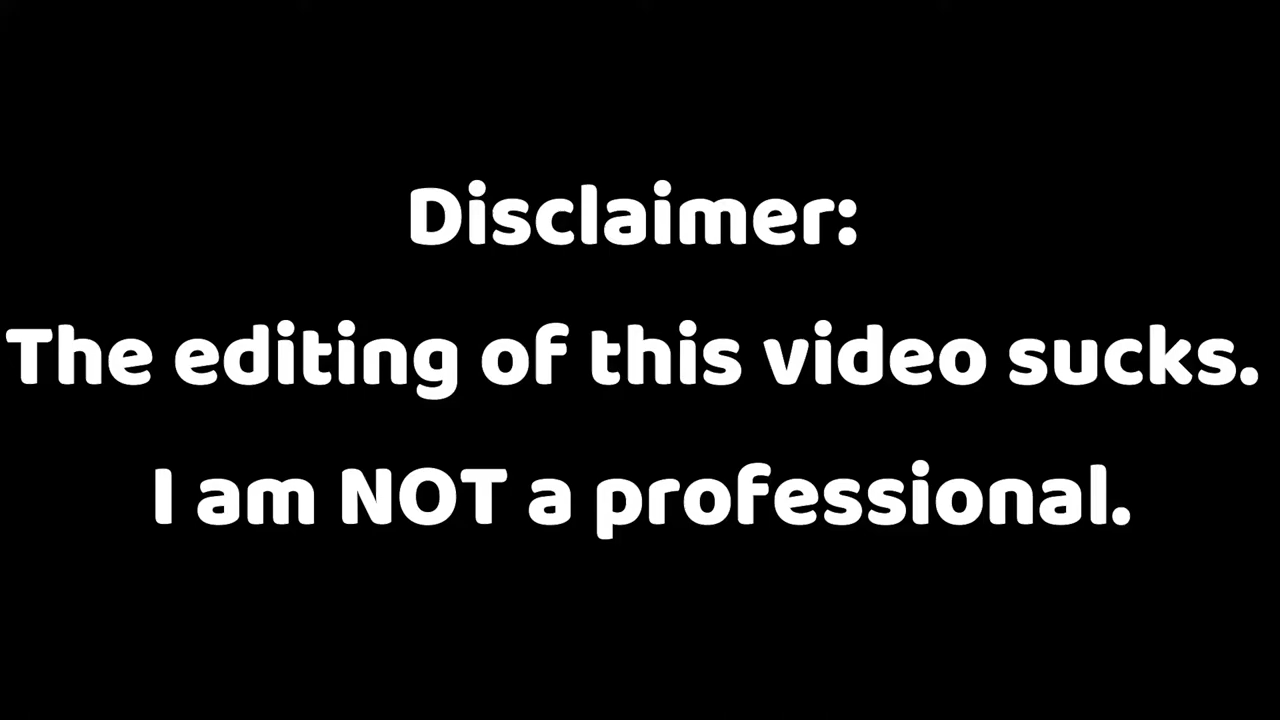 Disclaimer:
The editing of this video sucks.
I am NOT a professional.